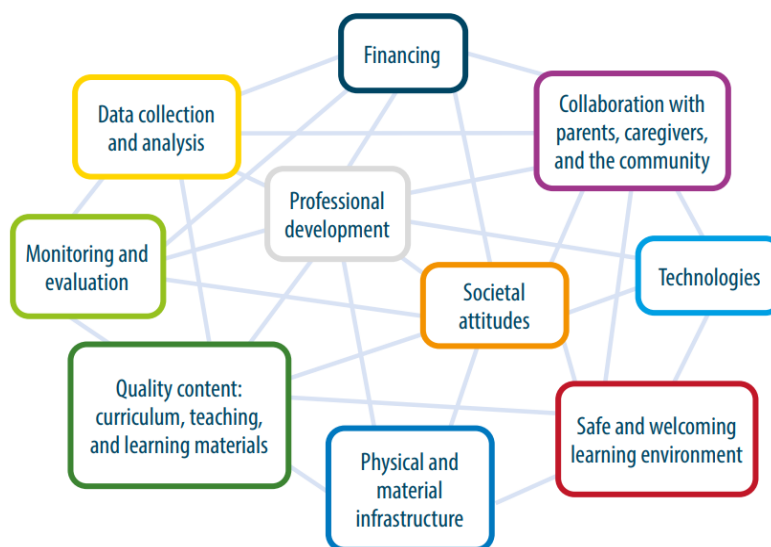 Financing
Data collection
and analysis
Collaboration with
parents, caregivers,
and the community
Professional
development
Monitoring and
evaluation
Societal
attitudes
Technologies
Quality content:
curriculum, teaching,
and learning materials
Safe and welcoming
learning environment
Physical and
material
infrastructure